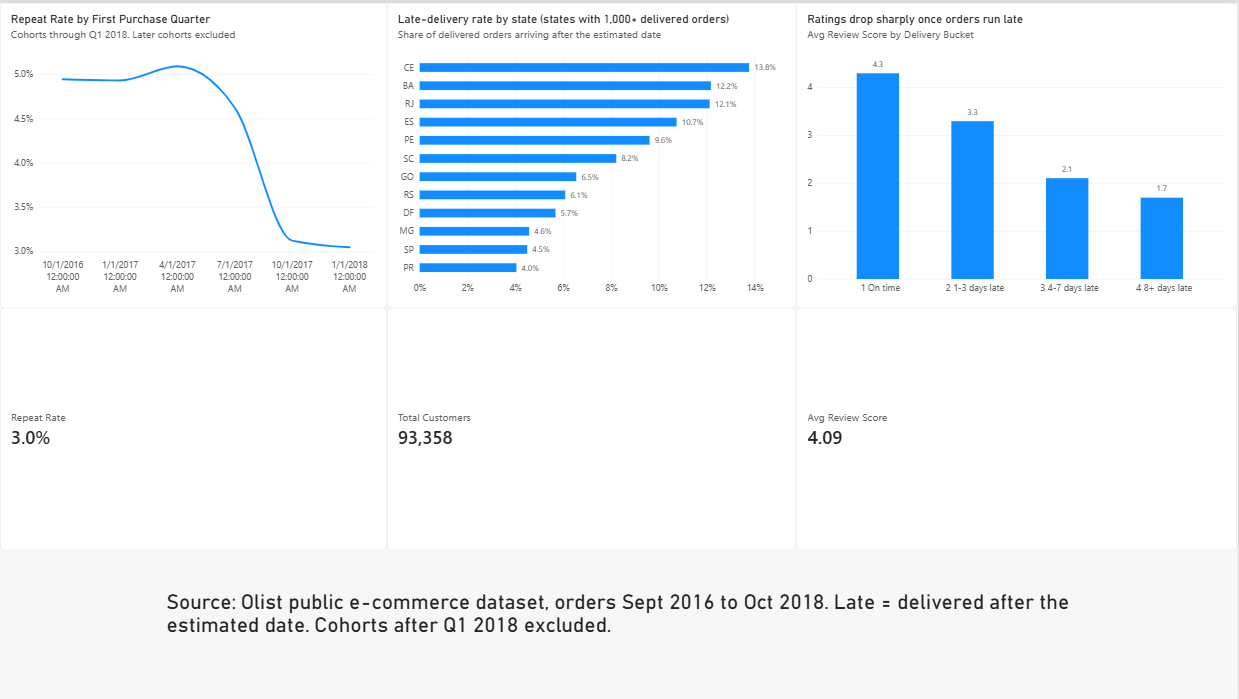 Repeat Rate by First Purchase Quarter
Cohorts through Q1 2018. Later cohorts excluded
5.0%
4.5%
4.0%
3.5%
3.0%
10/1/2016 1/1/2017 4/1/2017 7/1/2017 10/1/2017 1/1/2018
12:00:00 12:00:00 12:00:00 12:00:00 12:00:00 12:00:00
AM AM AM AM AM AM
Late-delivery rate by state (states with 1,000+ delivered orders)
Share of delivered orders arriving after the estimated date
CE 13.8%
BA 12.2%
RJ 12.1%
ES 10.7%
PE 9.6%
SC 8.2%
GO 6.5%
RS 6.1%
DF 5.7%
MG 4.6%
SP 4.5%
PR 4.0%
0% 2% 4% 6% 8% 10% 12% 14%
Ratings drop sharply once orders run late
Avg Review Score by Delivery Bucket
4.3
4
3.3
3
2.1
2
1.7
1
0
1 On time 2 1-3 days late 3 4-7 days late 4 8+ days late
Repeat Rate
3.0%
Total Customers
93,358
Avg Review Score
4.09
Source: Olist public e-commerce dataset, orders Sept 2016 to Oct 2018. Late = delivered after the
estimated date. Cohorts after Q1 2018 excluded.